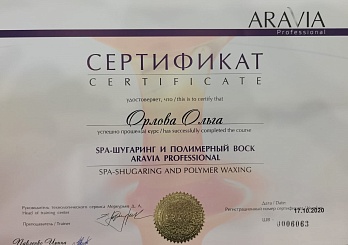 ARAVIA
Professional
СЕРТИФИКАТ
CERTIFICATE
удостоверяет, что / this is to certify that
Орлова Ольга
успешно прошел(а) курс / has successfully completed the course
SPA-ШУГАРИНГ И ПОЛИМЕРНЫЙ ВОСК
ARAVIA PROFESSIONAL
SPA-SHUGARING AND POLYMER WAXING
Руководитель технологического сервиса
Head of training center
Преподаватель / Trainer
Дата / Date
17.10.2020
Регистрационный номер сертификата
0006063